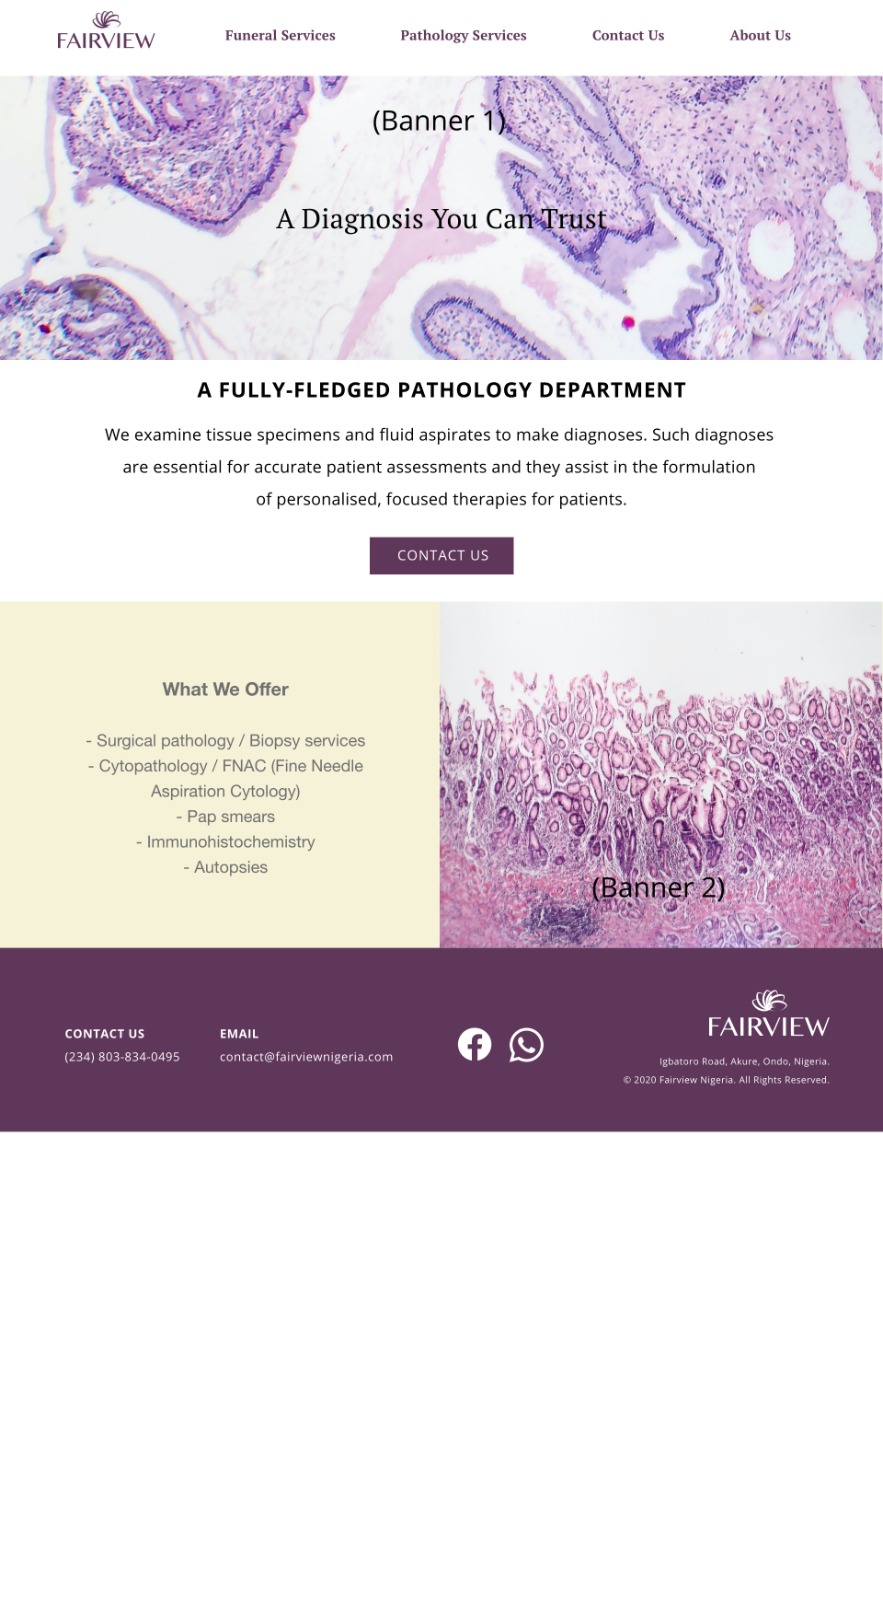 FAIRVIEW
Funeral Services
Pathology Services
Contact Us
About Us
(Banner 1)
A Diagnosis You Can Trust
A FULLY-FLEDGED PATHOLOGY DEPARTMENT
We examine tissue specimens and fluid aspirates to make diagnoses. Such diagnoses
are essential for accurate patient assessments and they assist in the formulation
of personalised, focused therapies for patients.
CONTACT US
What We Offer
- Surgical pathology / Biopsy services
- Cytopathology / FNAC (Fine Needle
Aspiration Cytology)
- Pap smears
- Immunohistochemistry
- Autopsies
(Banner 2)
CONTACT US
(234) 803-834-0495
EMAIL
contact@fairviewnigeria.com
FAIRVIEW
Igbatoro Road, Akure, Ondo, Nigeria.
© 2020 Fairview Nigeria. All Rights Reserved.